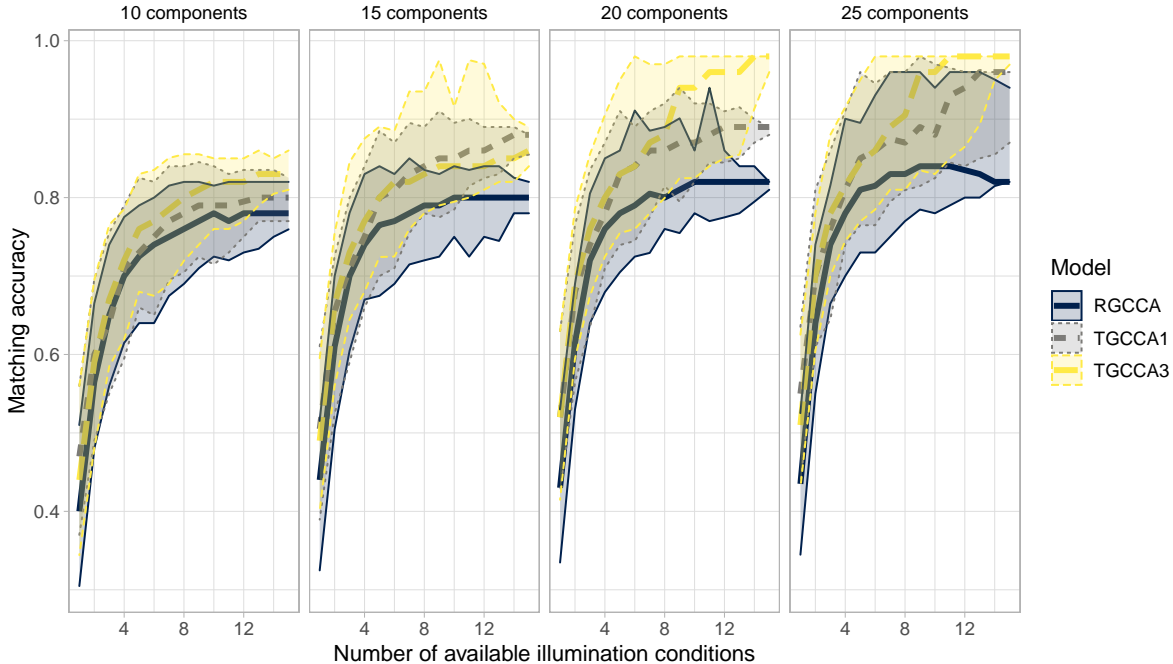 10 components
15 components
20 components
25 components
Matching accuracy
1.0
0.8
0.6
0.4
4 8 12
4 8 12
4 8 12
4 8 12
Number of available illumination conditions
Model
RGCCA
TGCCA1
TGCCA3